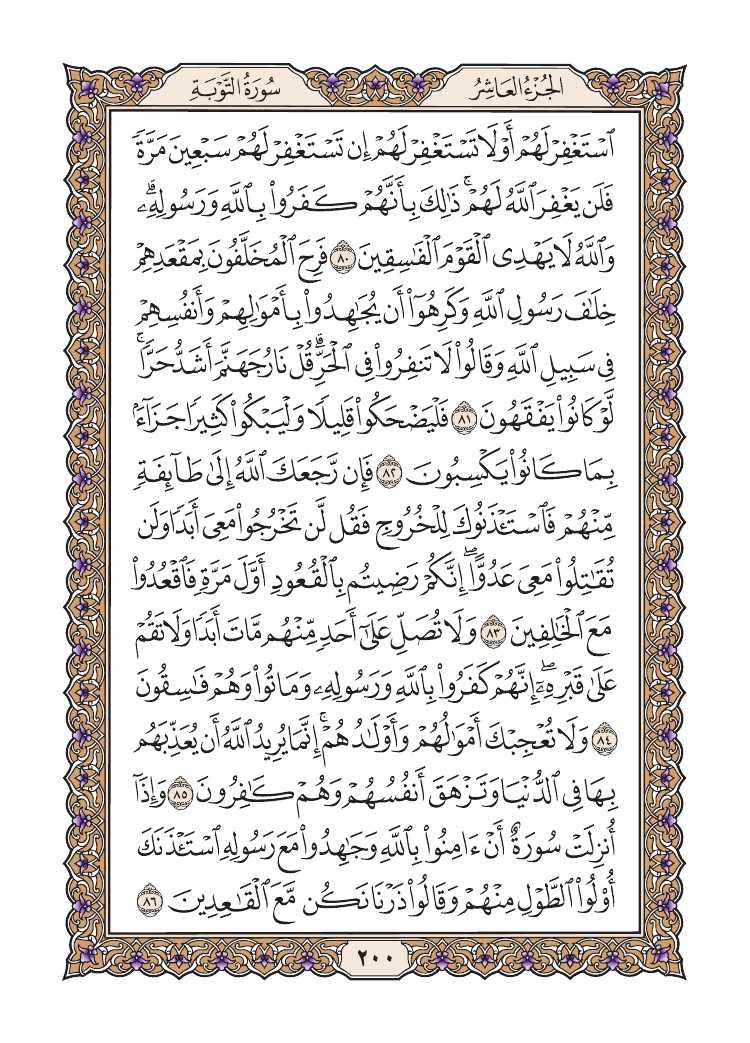 الجُزْءُ العَاشِرُ
سُورَةُ التَّوْبَةِ
ٱسْتَغْفِرْ لَهُمْ أَوْ لَا تَسْتَغْفِرْ لَهُمْ إِن تَسْتَغْفِرْ لَهُمْ سَبْعِينَ مَرَّةً
فَلَن يَغْفِرَ ٱللَّهُ لَهُمْۚ ذَٰلِكَ بِأَنَّهُمْ كَفَرُواْ بِٱللَّهِ وَرَسُولِهِۦۗ
وَٱللَّهُ لَا يَهْدِى ٱلْقَوْمَ ٱلْفَٰسِقِينَ ٨٠ فَرِحَ ٱلْمُخَلَّفُونَ بِمَقْعَدِهِمْ
خِلَٰفَ رَسُولِ ٱللَّهِ وَكَرِهُوٓاْ أَن يُجَٰهِدُواْ بِأَمْوَٰلِهِمْ وَأَنفُسِهِمْ
فِى سَبِيلِ ٱللَّهِ وَقَالُواْ لَا تَنفِرُواْ فِى ٱلْحَرِّۗ قُلْ نَارُ جَهَنَّمَ أَشَدُّ حَرًّاۚ
لَّوْ كَانُواْ يَفْقَهُونَ ٨١ فَلْيَضْحَكُواْ قَلِيلًا وَلْيَبْكُواْ كَثِيرًا جَزَآءًۢ
بِمَا كَانُواْ يَكْسِبُونَ ٨٢ فَإِن رَّجَعَكَ ٱللَّهُ إِلَىٰ طَآئِفَةٍ
مِّنْهُمْ فَٱسْتَـْٔذَنُوكَ لِلْخُرُوجِ فَقُل لَّن تَخْرُجُواْ مَعِىَ أَبَدًا وَلَن
تُقَٰتِلُواْ مَعِىَ عَدُوًّاۖ إِنَّكُمْ رَضِيتُم بِٱلْقُعُودِ أَوَّلَ مَرَّةٍ فَٱقْعُدُواْ
مَعَ ٱلْخَٰلِفِينَ ٨٣ وَلَا تُصَلِّ عَلَىٰٓ أَحَدٍ مِّنْهُم مَّاتَ أَبَدًا وَلَا تَقُمْ
عَلَىٰ قَبْرِهِۦٓۖ إِنَّهُمْ كَفَرُواْ بِٱللَّهِ وَرَسُولِهِۦ وَمَاتُواْ وَهُمْ فَٰسِقُونَ
٨٤ وَلَا تُعْجِبْكَ أَمْوَٰلُهُمْ وَأَوْلَٰدُهُمْۚ إِنَّمَا يُرِيدُ ٱللَّهُ أَن يُعَذِّبَهُم
بِهَا فِى ٱلدُّنْيَا وَتَزْهَقَ أَنفُسُهُمْ وَهُمْ كَٰفِرُونَ ٨٥ وَإِذَآ
أُنزِلَتْ سُورَةٌ أَنْ ءَامِنُواْ بِٱللَّهِ وَجَٰهِدُواْ مَعَ رَسُولِهِ ٱسْتَـْٔذَنَكَ
أُوْلُواْ ٱلطَّوْلِ مِنْهُمْ وَقَالُواْ ذَرْنَا نَكُن مَّعَ ٱلْقَٰعِدِينَ ٨٦
٢٠٠